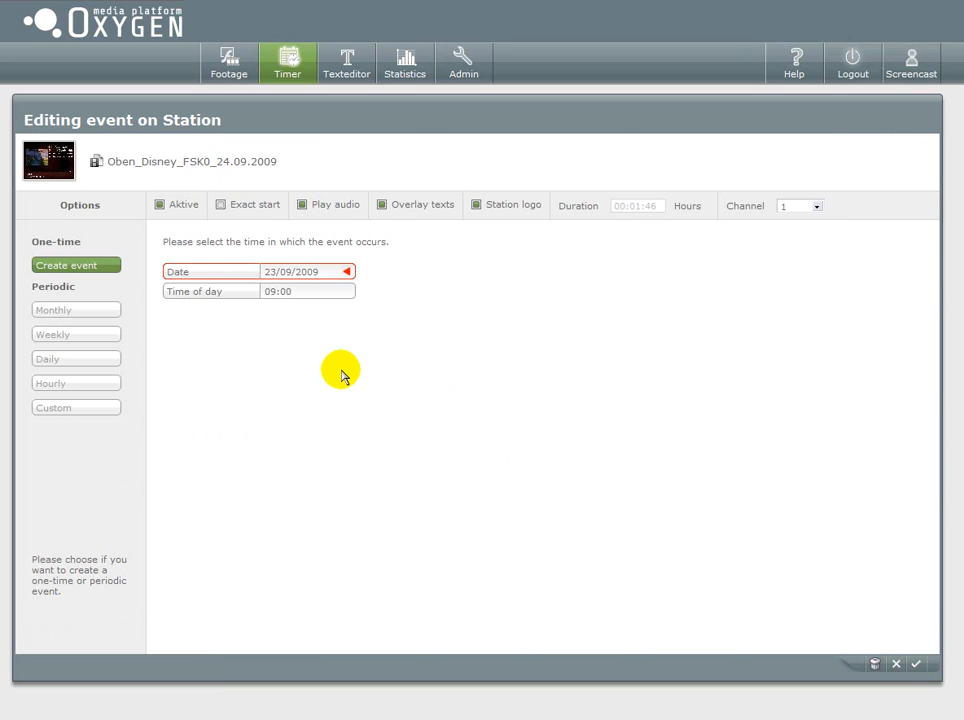 media platform
OXYGEN
Footage
Timer
Texteditor
Statistics
Admin
Help
Logout
Screencast
Editing event on Station
Oben_Disney_FSK0_24.09.2009
Options
Aktive
Exact start
Play audio
Overlay texts
Station logo
Duration 00:01:46 Hours
Channel 1
One-time
Create event
Periodic
Monthly
Weekly
Daily
Hourly
Custom
Please choose if you
want to create a
one-time or periodic
event.
Please select the time in which the event occurs.
Date 23/09/2009
Time of day 09:00